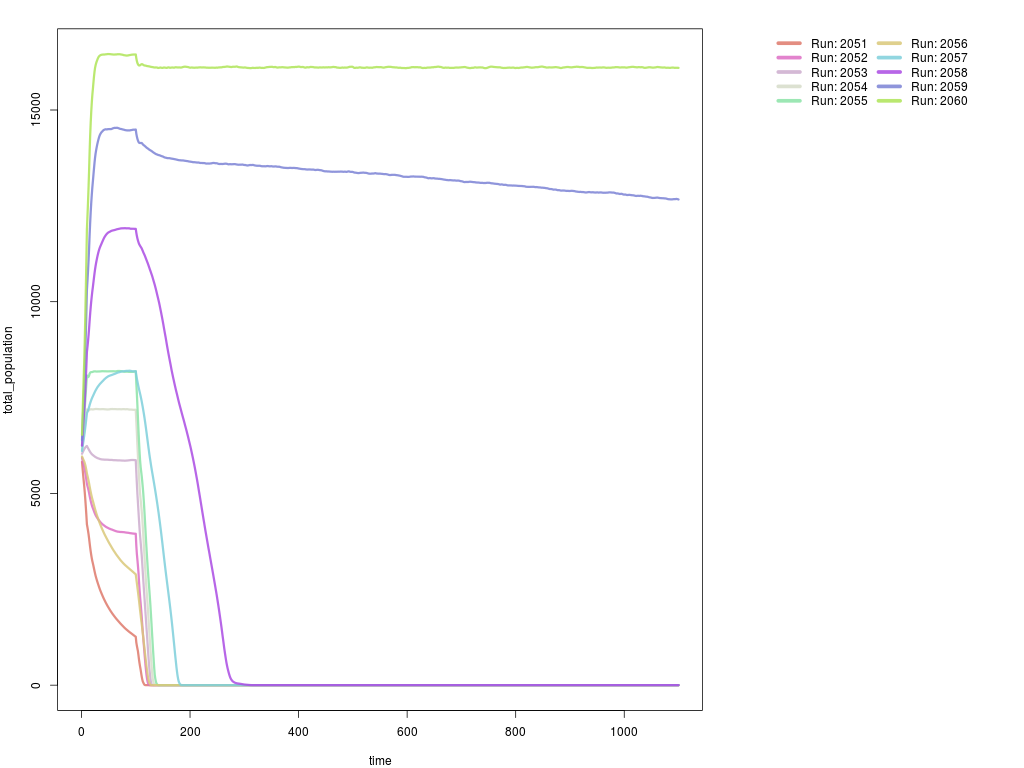 Run: 2051
Run: 2052
Run: 2053
Run: 2054
Run: 2055
Run: 2056
Run: 2057
Run: 2058
Run: 2059
Run: 2060
total_population
15000
10000
5000
0
0 200 400 600 800 1000
time